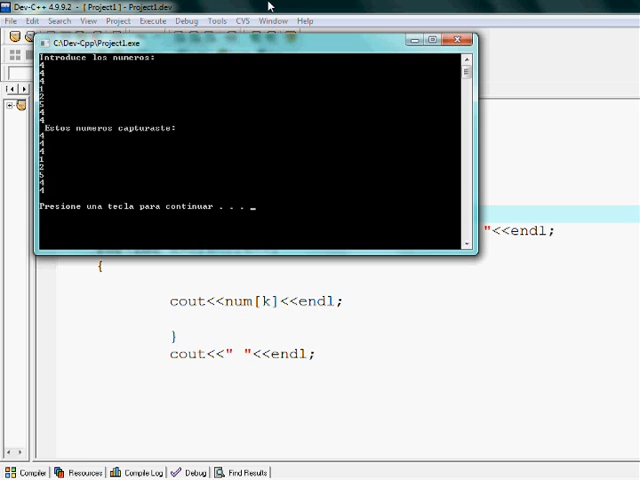 Dev-C++ 4.9.9.2 - [ Project1 ] - Project1.dev
File Edit Search View Project Execute Debug Tools CVS Window Help
C:\Dev-Cpp\Project1.exe
Introduce los numeros:
4
4
4
1
2
5
4
4
Estos numeros capturaste:
4
4
4
1
2
5
4
4
Presione una tecla para continuar . . . _
"<<endl;
{
cout<<num[k]<<endl;
}
cout<<" "<<endl;
Compiler Resources Compile Log Debug Find Results